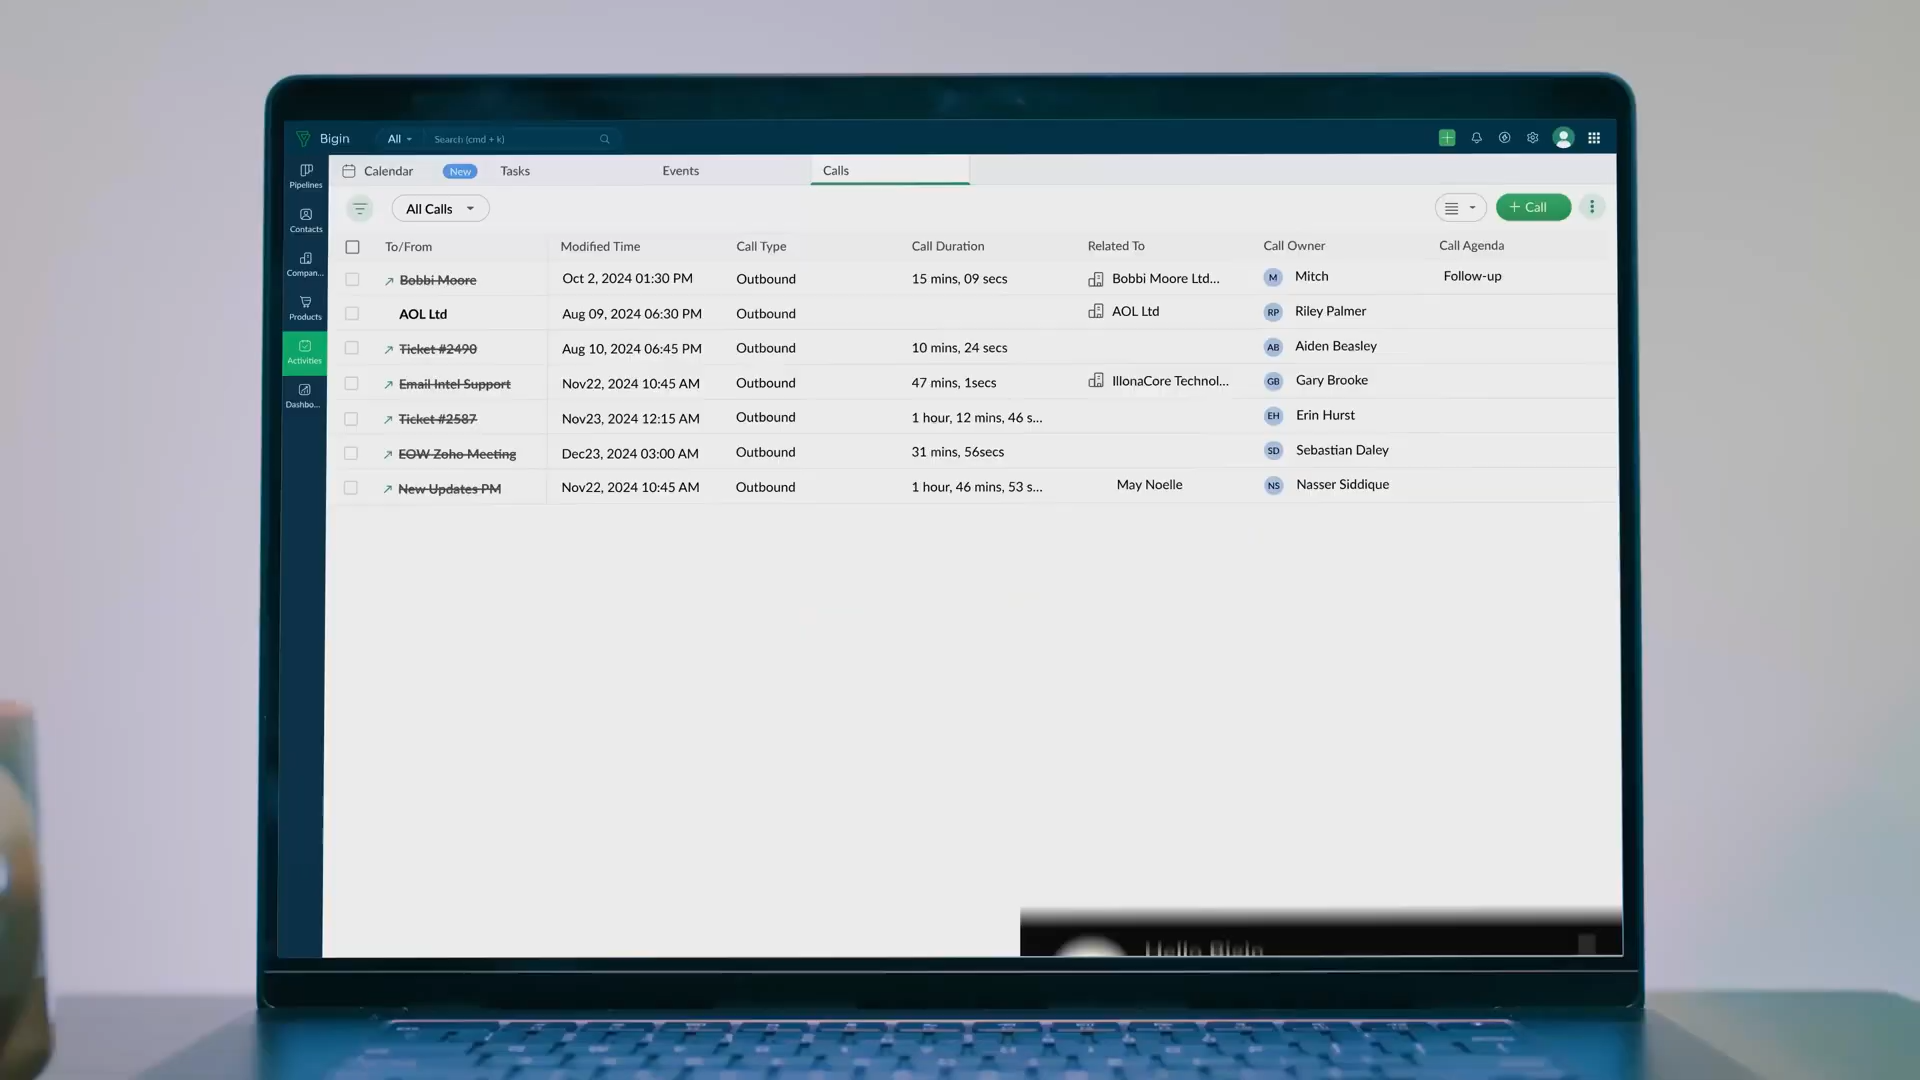 Bigin All Search (cmd + k)
Pipelines
Contacts
Compan...
Products
Activities
Dashbo...
Calendar New Tasks Events Calls
All Calls + Call
To/From Modified Time Call Type Call Duration Related To Call Owner Call Agenda
Bobbi Moore Oct 2, 2024 01:30 PM Outbound 15 mins, 09 secs Bobbi Moore Ltd... M Mitch Follow-up
AOL Ltd Aug 09, 2024 06:30 PM Outbound AOL Ltd RP Riley Palmer
Ticket #2490 Aug 10, 2024 06:45 PM Outbound 10 mins, 24 secs AB Aiden Beasley
Email Intel Support Nov22, 2024 10:45 AM Outbound 47 mins, 1secs IllonaCore Technol... GB Gary Brooke
Ticket #2587 Nov23, 2024 12:15 AM Outbound 1 hour, 12 mins, 46 s... EH Erin Hurst
EOW Zoho Meeting Dec23, 2024 03:00 AM Outbound 31 mins, 56secs SD Sebastian Daley
New Updates PM Nov22, 2024 10:45 AM Outbound 1 hour, 46 mins, 53 s... May Noelle NS Nasser Siddique
Hello Bigin